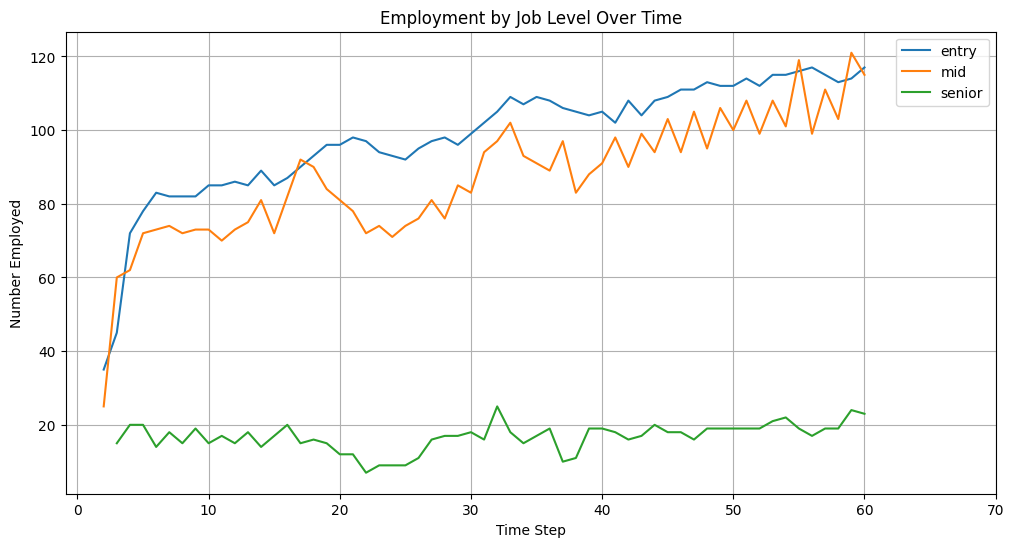 Employment by Job Level Over Time
entry
mid
senior
Number Employed
120
100
80
60
40
20
0 10 20 30 40 50 60 70
Time Step